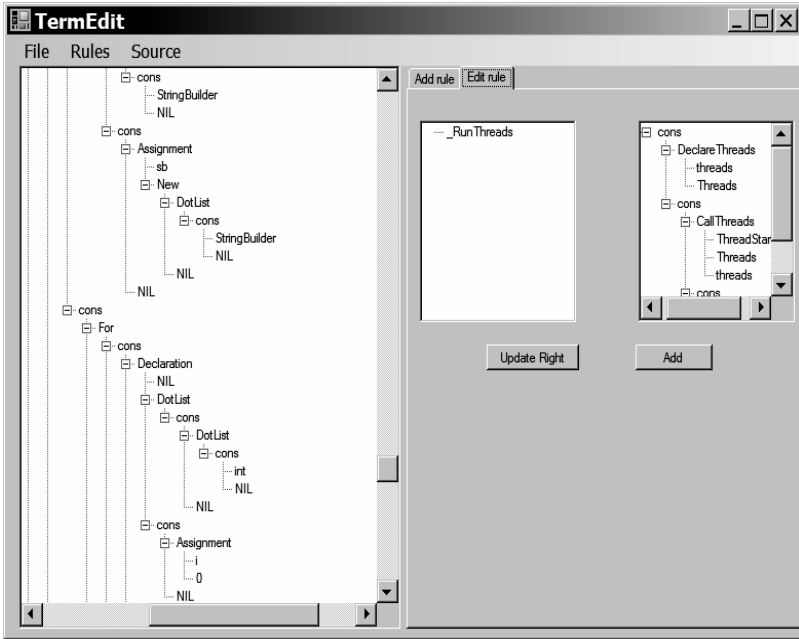 TermEdit
File Rules Source
cons
StringBuilder
NIL
cons
Assignment
sb
New
DotList
cons
StringBuilder
NIL
NIL
NIL
cons
For
cons
Declaration
NIL
DotList
cons
DotList
cons
int
NIL
NIL
cons
Assignment
i
0
NIL
Add rule Edit rule
_RunThreads
cons
DeclareThreads
threads
Threads
cons
CallThreads
ThreadStar
Threads
threads
cons
Update Right Add